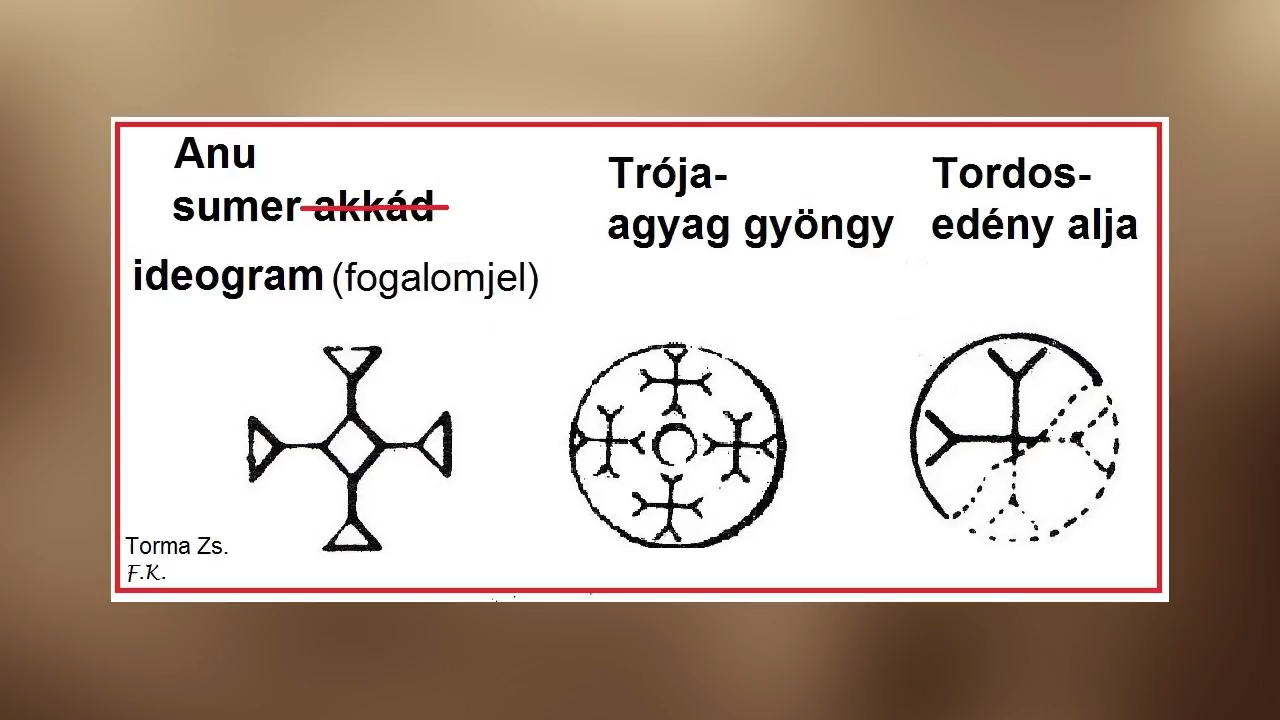 Anu
sumer akkád
ideogram (fogalomjel)
Trója-
agyag gyöngy
Tordos-
edény alja
Torma Zs.
F.K.